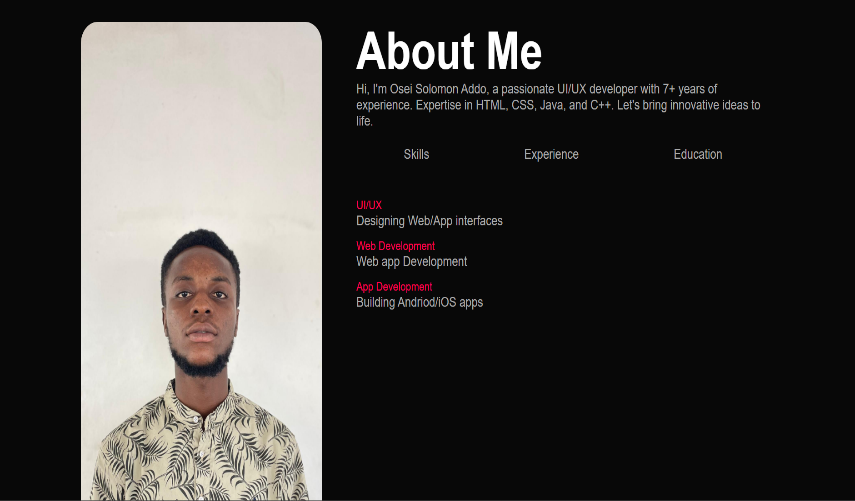 About Me
Hi, I'm Osei Solomon Addo, a passionate UI/UX developer with 7+ years of
experience. Expertise in HTML, CSS, Java, and C++. Let's bring innovative ideas to
life.
Skills Experience Education
UI/UX
Designing Web/App interfaces
Web Development
Web app Development
App Development
Building Andriod/iOS apps